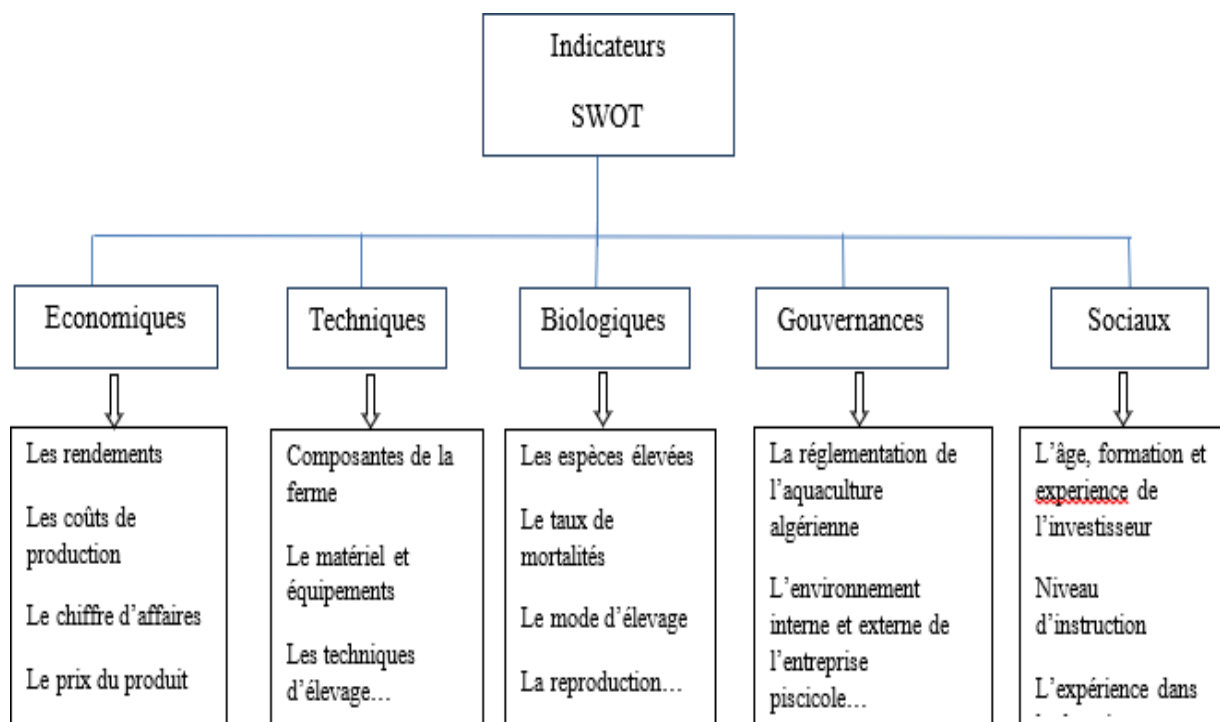 Indicateurs
SWOT
Economiques
Techniques
Biologiques
Gouvernances
Sociaux
Les rendements
Les coûts de
production
Le chiffre d’affaires
Le prix du produit
Composantes de la
ferme
Le matériel et
équipements
Les techniques
d’élevage…
Les espèces élevées
Le taux de
mortalités
Le mode d’élevage
La reproduction…
La réglementation de
l’aquaculture
algérienne
L’environnement
interne et externe de
l’entreprise
piscicole…
L’âge, formation et
experience de
l’investisseur
Niveau
d’instruction
L’expérience dans